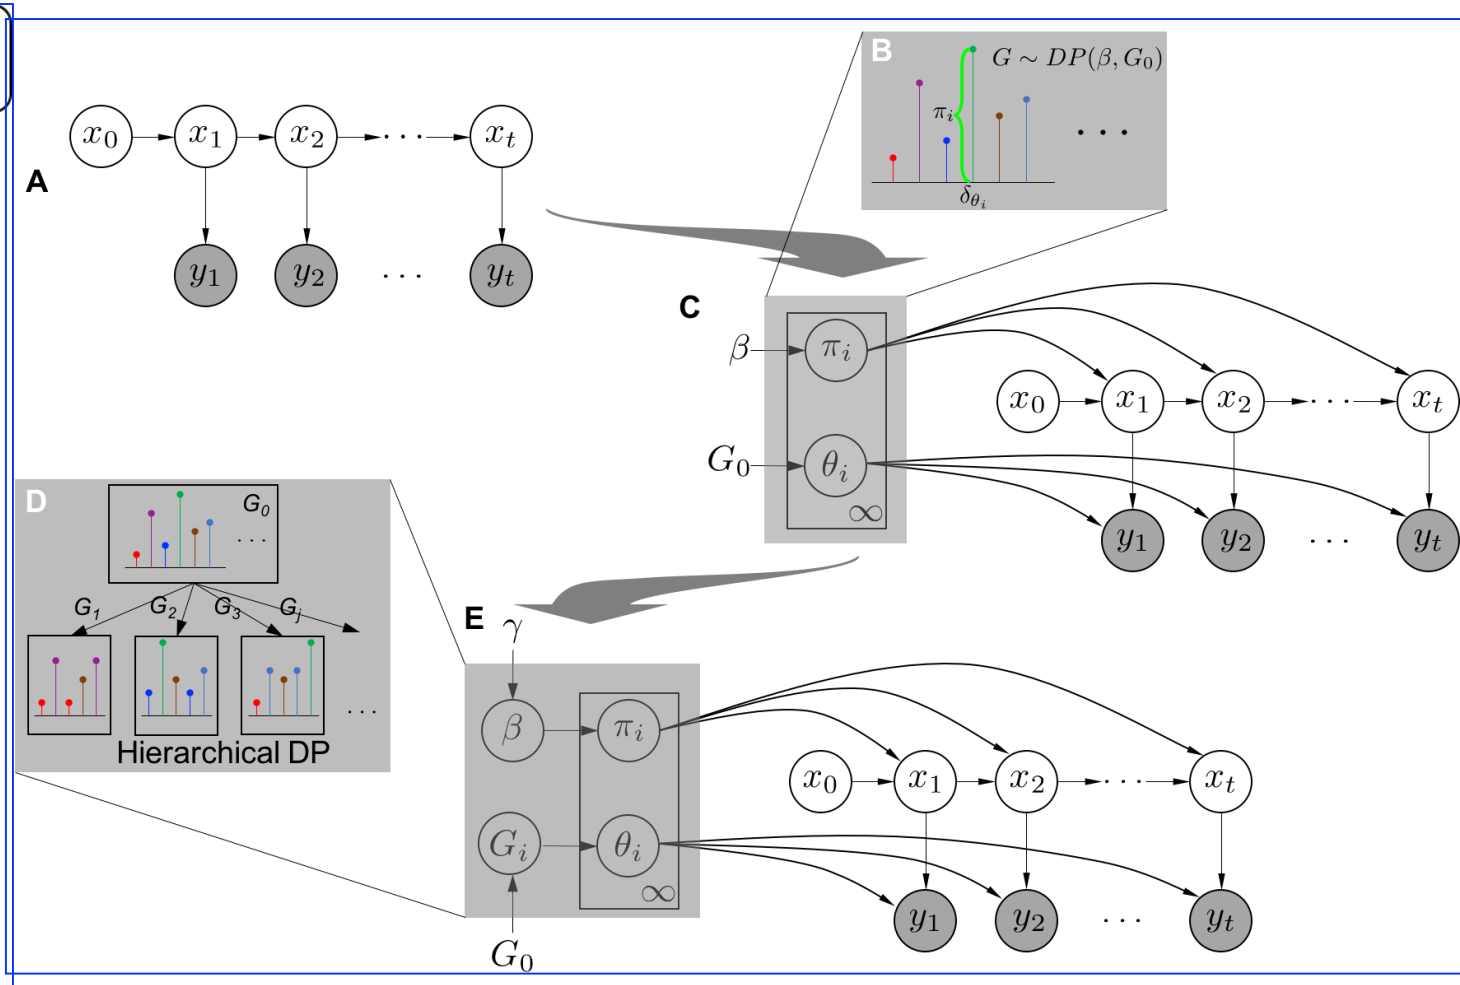 A
x₀ x₁ x₂ ··· xₜ
y₁ y₂ ··· yₜ
B
G ∼ DP(β, G₀)
πᵢ
···
δ_θᵢ
C
β πᵢ
x₀ x₁ x₂ ··· xₜ
G₀ θᵢ
∞
y₁ y₂ ··· yₜ
D
G₀
···
G₁ G₂ G₃ Gⱼ
···
Hierarchical DP
E
γ
β πᵢ
x₀ x₁ x₂ ··· xₜ
Gᵢ θᵢ
∞
y₁ y₂ ··· yₜ
G₀